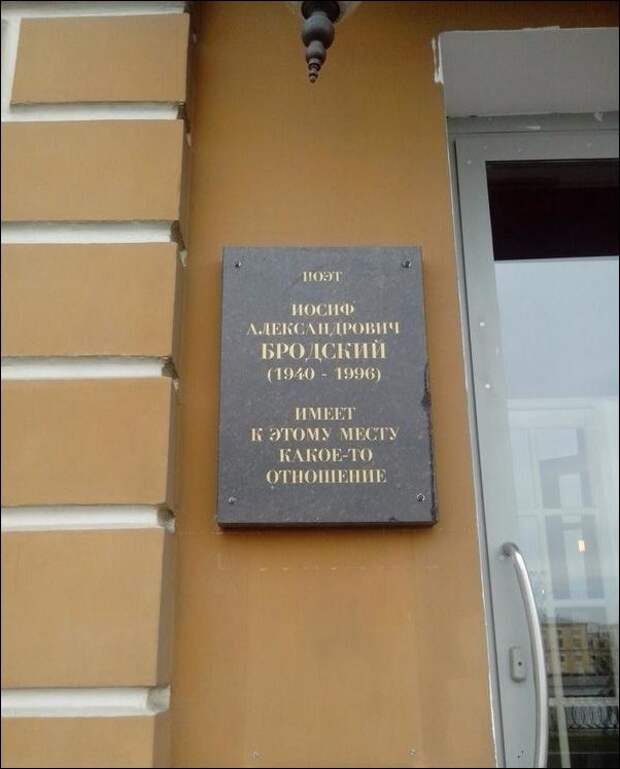 ПОЭТ
ИОСИФ
АЛЕКСАНДРОВИЧ
БРОДСКИЙ
(1940 - 1996)
ИМЕЕТ
К ЭТОМУ МЕСТУ
КАКОЕ-ТО
ОТНОШЕНИЕ